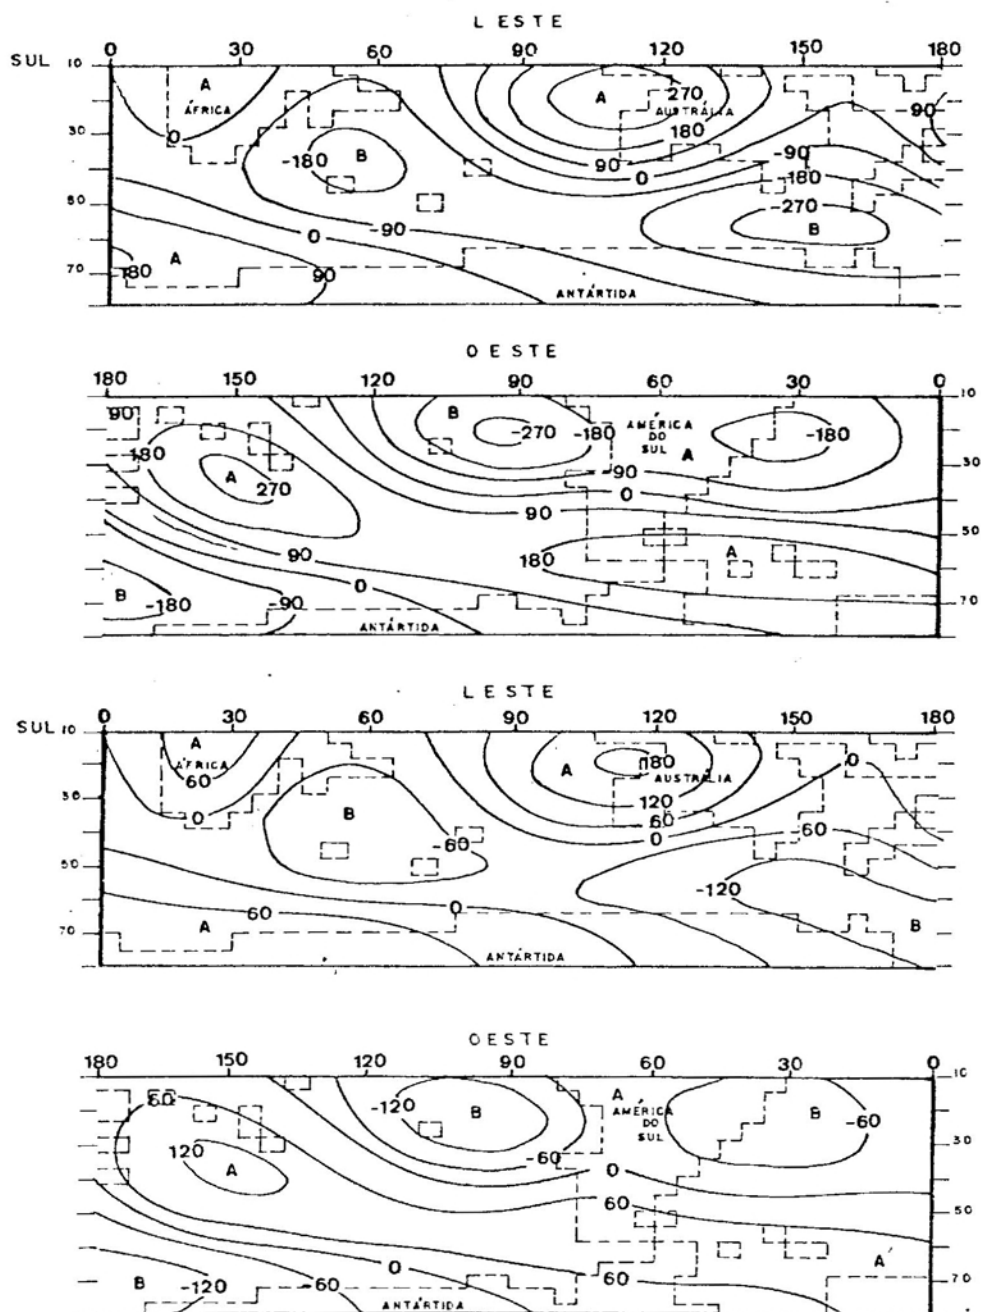 L ESTE
SUL 0 30 60 90 120 150 180
10 A ÁFRICA A 270 AUSTRÁLIA 90
30 0 180
-180 B 90 -90
0 -180
50 -270
0 -90 B
A
70 180 90
ANTÁRTIDA
OESTE
180 150 120 90 60 30 0
90 B AMÉRICA DO SUL 10
-270 -180 -180
180 A A 30
270 -90
0
90 50
90 180 A
0
B -180 -90 70
ANTÁRTIDA
LESTE
SUL 0 30 60 90 120 150 180
10 A
ÁFRICA A 180 AUSTRÁLIA 0
60
30 B 120
0 60
-60 0 -60
50 -120
60 0
A B
70
ANTÁRTIDA
OESTE
180 150 120 90 60 30 0
10
60 -120 B A AMÉRICA DO SUL B -60
120 A -60 30
0
60 50
0 A'
B -120 -60 60 70
ANTÁRTIDA